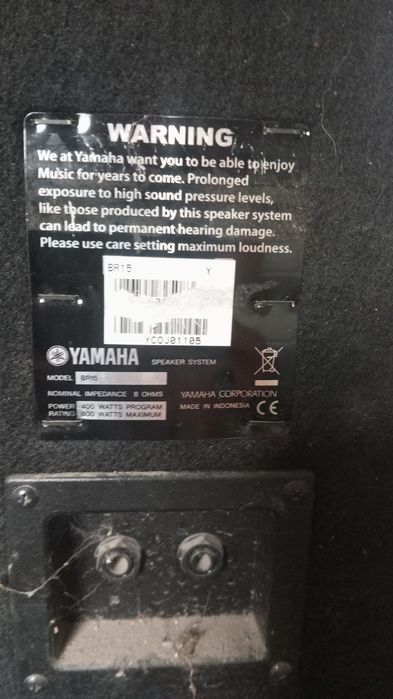 WARNING
We at Yamaha want you to be able to enjoy
Music for years to come. Prolonged
exposure to high sound pressure levels,
like those produced by this speaker system
can lead to permanent hearing damage.
Please use care setting maximum loudness.
BR15 Y
YCOJ01105
YAMAHA SPEAKER SYSTEM
MODEL BR15
NOMINAL IMPEDANCE 8 OHMS YAMAHA CORPORATION
POWER RATING 400 WATTS PROGRAM MADE IN INDONESIA CE
800 WATTS MAXIMUM